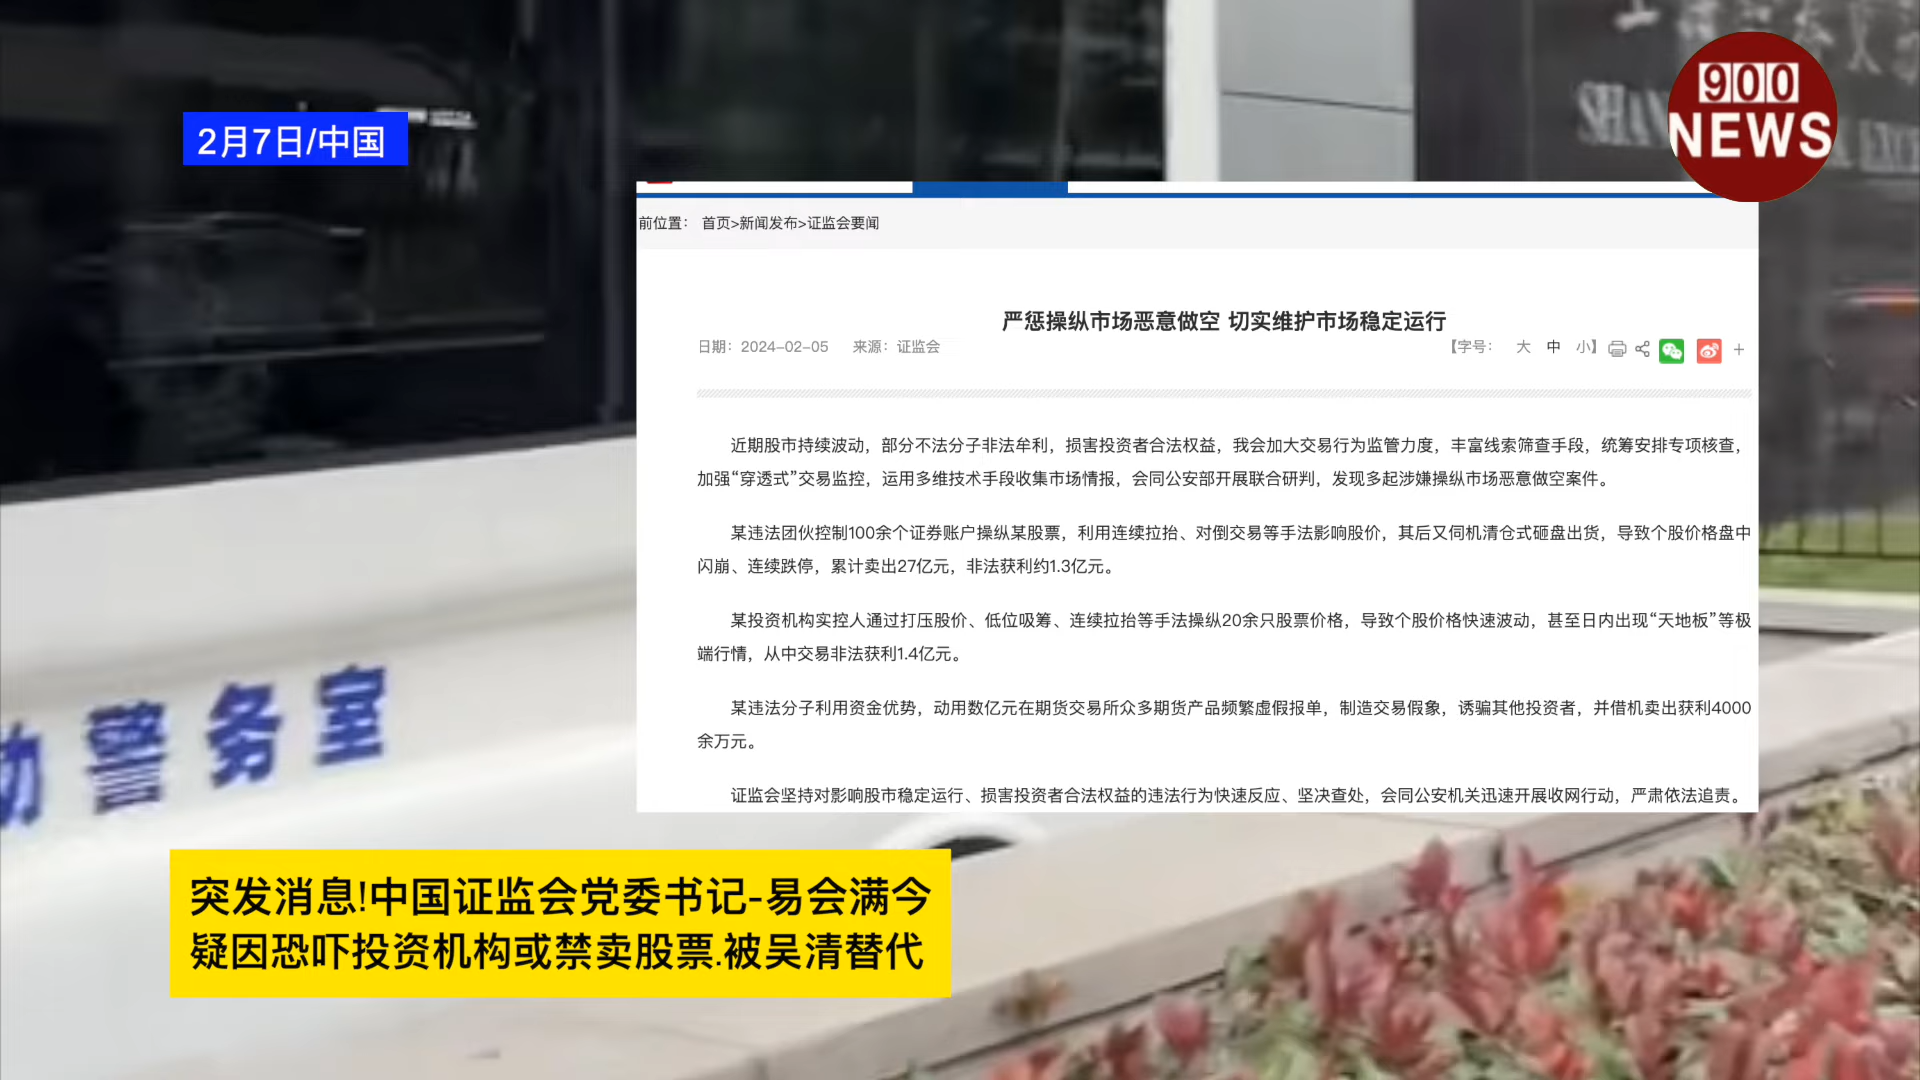 900
NEWS
2月7日/中国
前位置： 首页>新闻发布>证监会要闻
严惩操纵市场恶意做空 切实维护市场稳定运行
日期：2024-02-05 来源：证监会 【字号： 大 中 小】
近期股市持续波动，部分不法分子非法牟利，损害投资者合法权益，我会加大交易行为监管力度，丰富线索筛查手段，统筹安排专项核查，
加强“穿透式”交易监控，运用多维技术手段收集市场情报，会同公安部开展联合研判，发现多起涉嫌操纵市场恶意做空案件。
某违法团伙控制100余个证券账户操纵某股票，利用连续拉抬、对倒交易等手法影响股价，其后又伺机清仓式砸盘出货，导致个股价格盘中
闪崩、连续跌停，累计卖出27亿元，非法获利约1.3亿元。
某投资机构实控人通过打压股价、低位吸筹、连续拉抬等手法操纵20余只股票价格，导致个股价格快速波动，甚至日内出现“天地板”等极
端行情，从中交易非法获利1.4亿元。
某违法分子利用资金优势，动用数亿元在期货交易所众多期货产品频繁虚假报单，制造交易假象，诱骗其他投资者，并借机卖出获利4000
余万元。
证监会坚持对影响股市稳定运行、损害投资者合法权益的违法行为快速反应、坚决查处，会同公安机关迅速开展收网行动，严肃依法追责。
动警务室
突发消息!中国证监会党委书记-易会满今
疑因恐吓投资机构或禁卖股票.被吴清替代